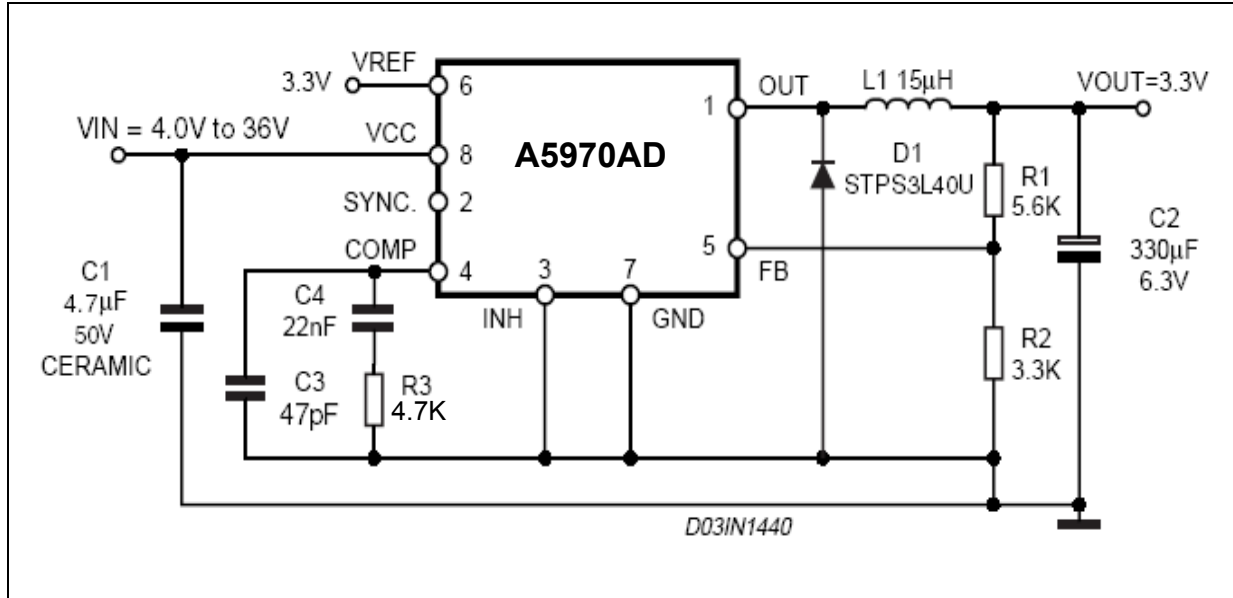 VREF
3.3V
6
VIN = 4.0V to 36V
VCC
8
A5970AD
SYNC.
2
COMP
4
3
INH
7
GND
1
OUT
L1 15µH
VOUT=3.3V
D1
STPS3L40U
R1
5.6K
5
FB
C2
330µF
6.3V
R2
3.3K
C1
4.7µF
50V
CERAMIC
C4
22nF
C3
47pF
R3
4.7K
D03IN1440